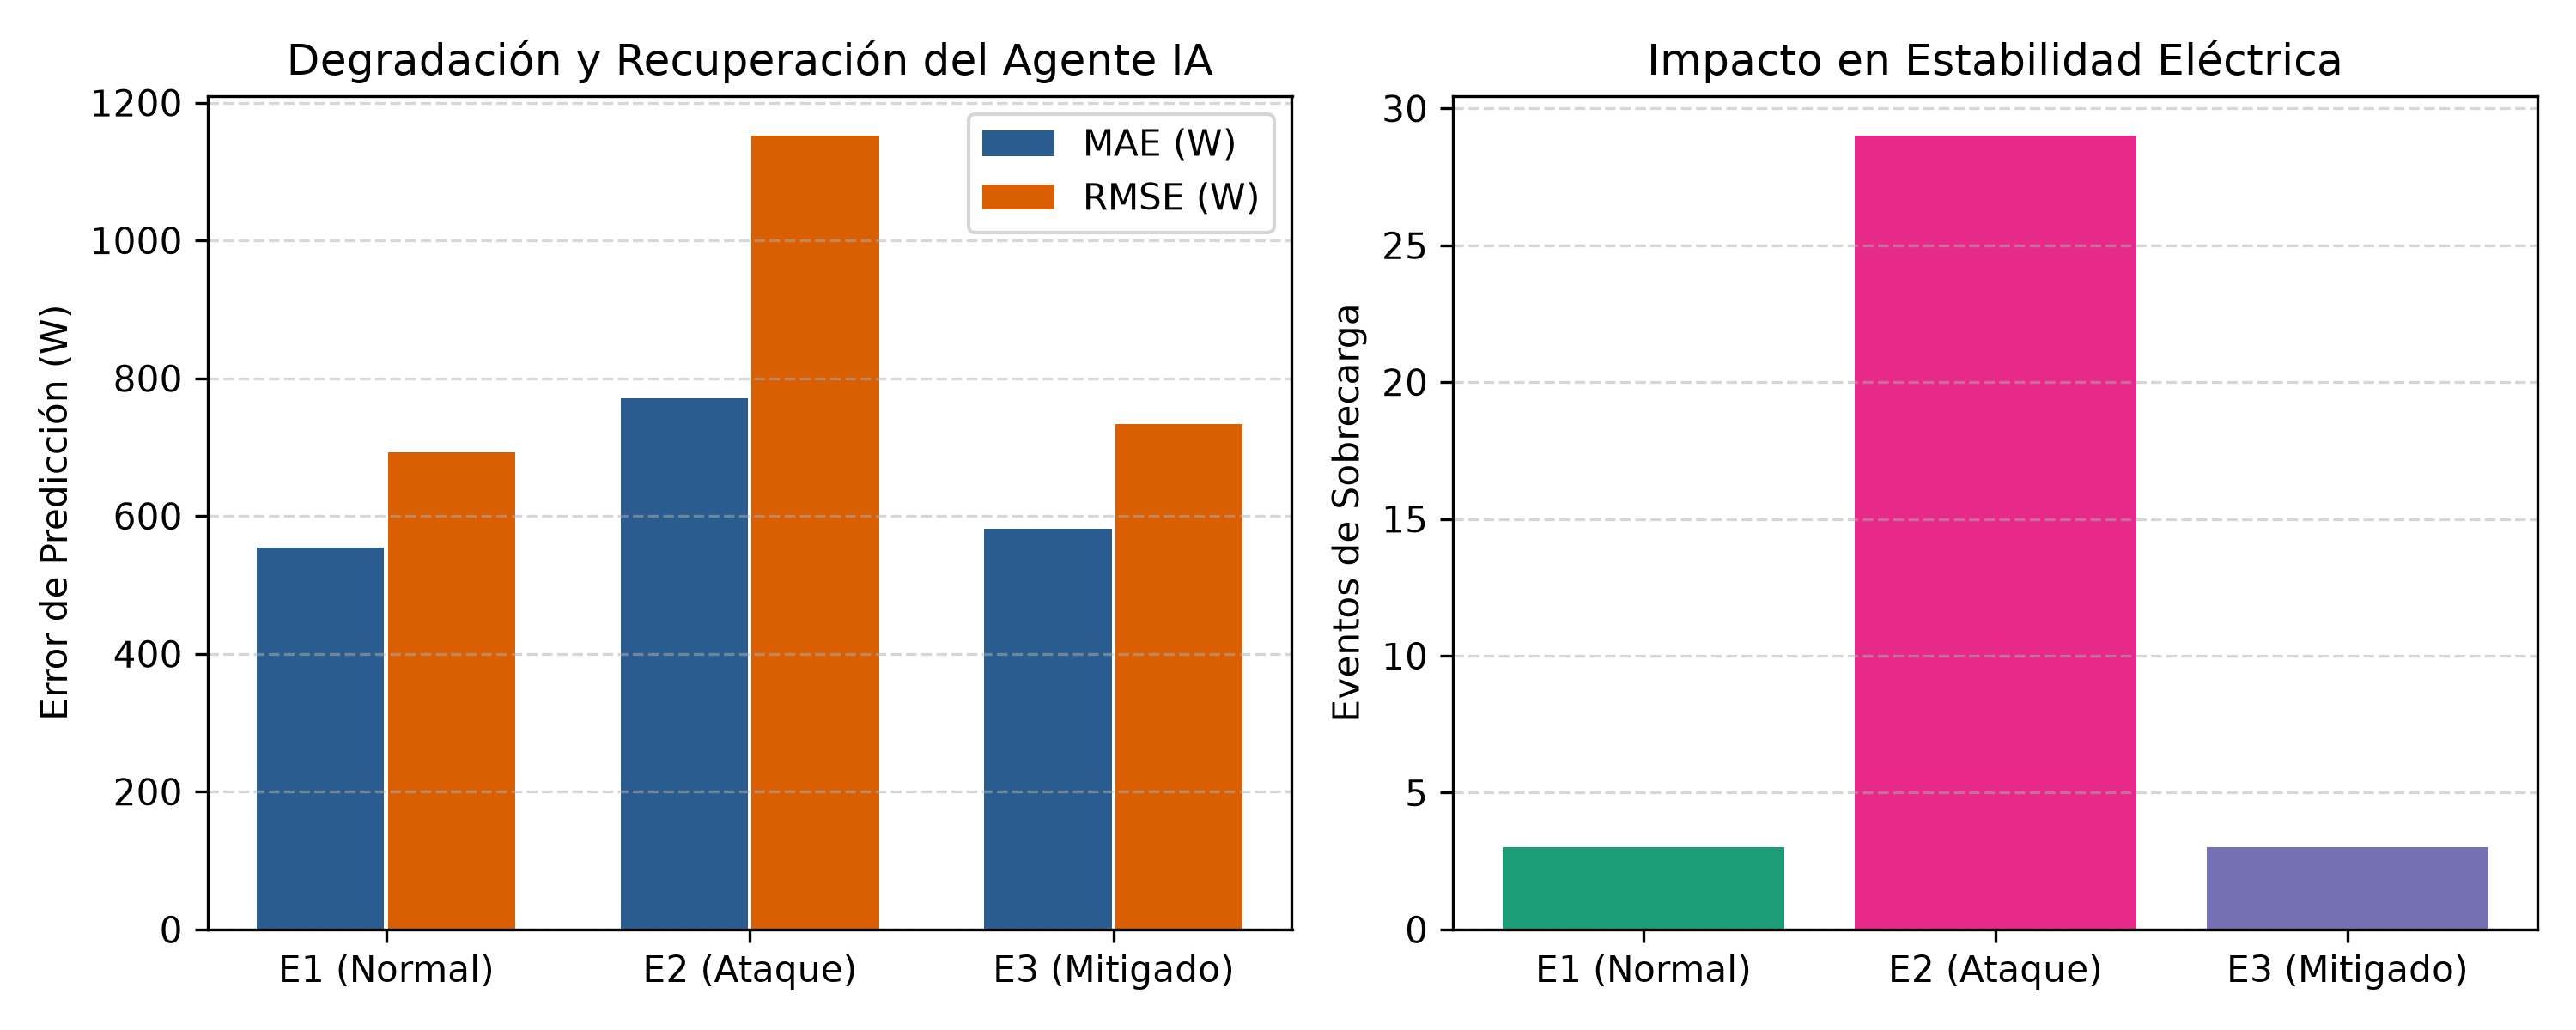 Degradación y Recuperación del Agente IA
Error de Predicción (W)
1200
1000
800
600
400
200
0
MAE (W)
RMSE (W)
E1 (Normal)
E2 (Ataque)
E3 (Mitigado)
Impacto en Estabilidad Eléctrica
Eventos de Sobrecarga
30
25
20
15
10
5
0
E1 (Normal)
E2 (Ataque)
E3 (Mitigado)